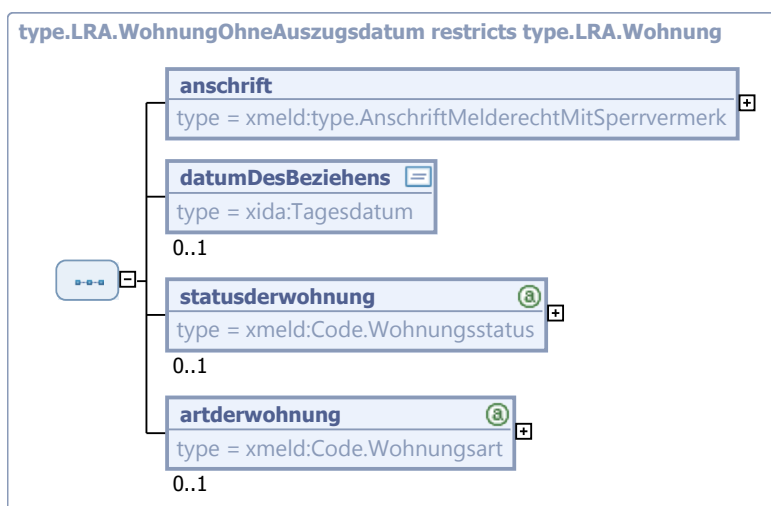 type.LRA.WohnungOhneAuszugsdatum restricts type.LRA.Wohnung
anschrift
type = xmeld:type.AnschriftMelderechtMitSperrvermerk
datumDesBeziehens
type = xida:Tagesdatum
0..1
statusderwohnung
type = xmeld:Code.Wohnungsstatus
0..1
artderwohnung
type = xmeld:Code.Wohnungsart
0..1